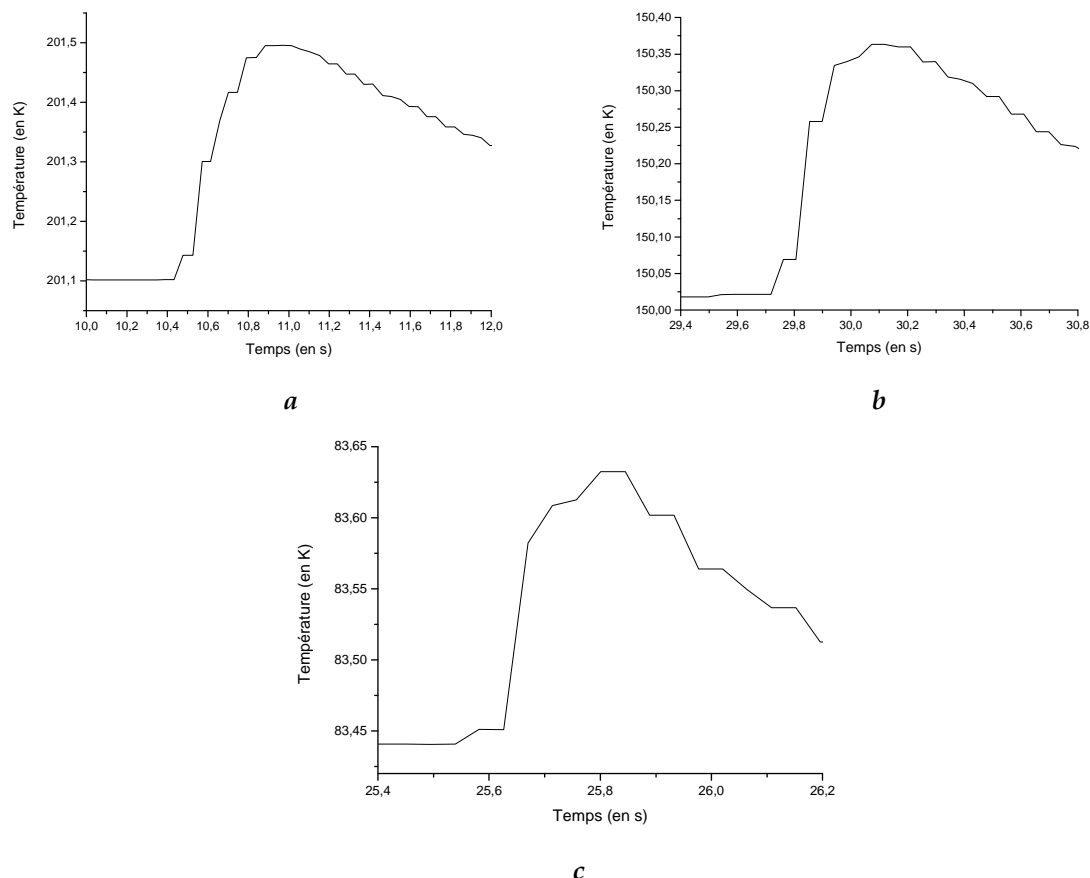 201,5
201,4
201,3
201,2
201,1
Température (en K)
10,0 10,2 10,4 10,6 10,8 11,0 11,2 11,4 11,6 11,8 12,0
Temps (en s)
a
150,40
150,35
150,30
150,25
150,20
150,15
150,10
150,05
150,00
Température (en K)
29,4 29,6 29,8 30,0 30,2 30,4 30,6 30,8
Temps (en s)
b
83,65
83,60
83,55
83,50
83,45
Température (en K)
25,4 25,6 25,8 26,0 26,2
Temps (en s)
c